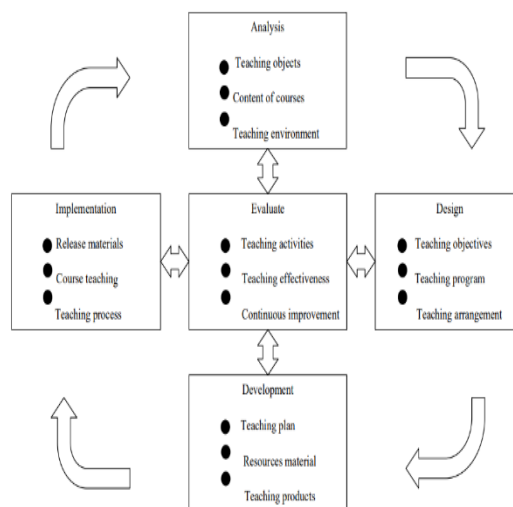 Analysis
Teaching objects
Content of courses
Teaching environment
Implementation
Release materials
Course teaching
Teaching process
Evaluate
Teaching activities
Teaching effectiveness
Continuous improvement
Design
Teaching objectives
Teaching program
Teaching arrangement
Development
Teaching plan
Resources material
Teaching products